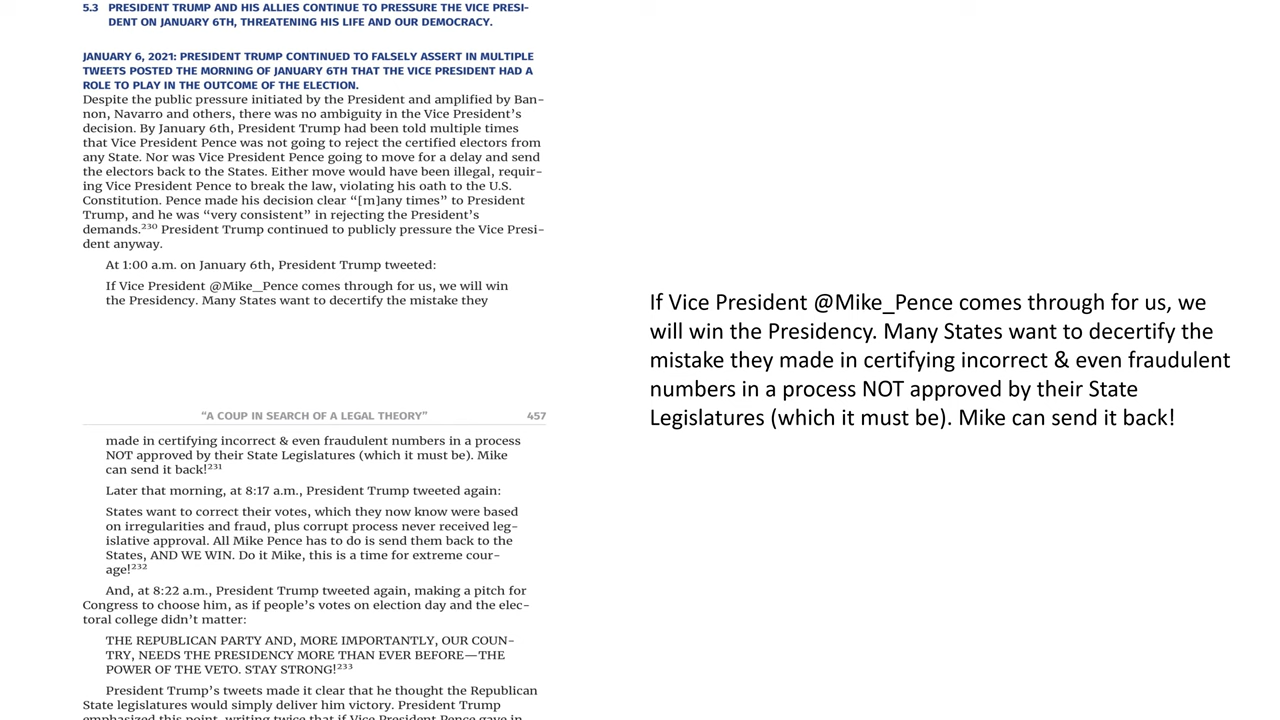 5.3 PRESIDENT TRUMP AND HIS ALLIES CONTINUE TO PRESSURE THE VICE PRESI-
DENT ON JANUARY 6TH, THREATENING HIS LIFE AND OUR DEMOCRACY.
JANUARY 6, 2021: PRESIDENT TRUMP CONTINUED TO FALSELY ASSERT IN MULTIPLE
TWEETS POSTED THE MORNING OF JANUARY 6TH THAT THE VICE PRESIDENT HAD A
ROLE TO PLAY IN THE OUTCOME OF THE ELECTION.
Despite the public pressure initiated by the President and amplified by Ban-
non, Navarro and others, there was no ambiguity in the Vice President’s
decision. By January 6th, President Trump had been told multiple times
that Vice President Pence was not going to reject the certified electors from
any State. Nor was Vice President Pence going to move for a delay and send
the electors back to the States. Either move would have been illegal, requir-
ing Vice President Pence to break the law, violating his oath to the U.S.
Constitution. Pence made his decision clear “[m]any times” to President
Trump, and he was “very consistent” in rejecting the President’s
demands.²³⁰ President Trump continued to publicly pressure the Vice Presi-
dent anyway.
At 1:00 a.m. on January 6th, President Trump tweeted:
If Vice President @Mike_Pence comes through for us, we will win
the Presidency. Many States want to decertify the mistake they
“A COUP IN SEARCH OF A LEGAL THEORY” 457
made in certifying incorrect & even fraudulent numbers in a process
NOT approved by their State Legislatures (which it must be). Mike
can send it back!²³¹
Later that morning, at 8:17 a.m., President Trump tweeted again:
States want to correct their votes, which they now know were based
on irregularities and fraud, plus corrupt process never received leg-
islative approval. All Mike Pence has to do is send them back to the
States, AND WE WIN. Do it Mike, this is a time for extreme cour-
age!²³²
And, at 8:22 a.m., President Trump tweeted again, making a pitch for
Congress to choose him, as if people’s votes on election day and the elec-
toral college didn’t matter:
THE REPUBLICAN PARTY AND, MORE IMPORTANTLY, OUR COUN-
TRY, NEEDS THE PRESIDENCY MORE THAN EVER BEFORE—THE
POWER OF THE VETO. STAY STRONG!²³³
President Trump’s tweets made it clear that he thought the Republican
State legislatures would simply deliver him victory. President Trump
emphasized this point, writing twice that if Vice President Pence gave in
If Vice President @Mike_Pence comes through for us, we
will win the Presidency. Many States want to decertify the
mistake they made in certifying incorrect & even fraudulent
numbers in a process NOT approved by their State
Legislatures (which it must be). Mike can send it back!